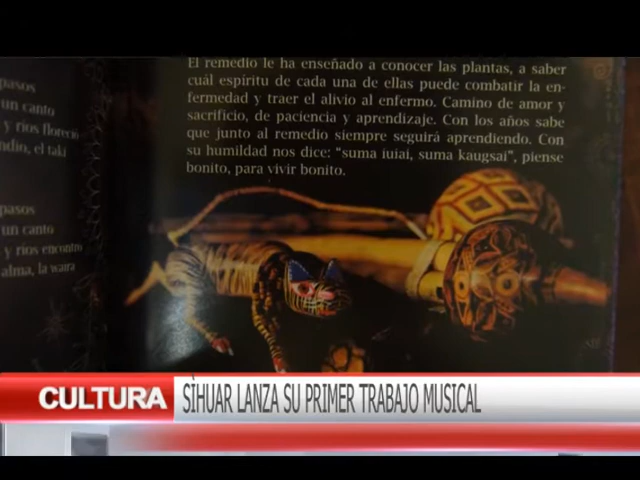 pasos
un canto
y ríos floreció
ndio, el taki
pasos
un canto
y ríos encontro
alma, la waira
El remedio le ha enseñado a conocer las plantas, a saber
cuál espíritu de cada una de ellas puede combatir la en-
fermedad y traer el alivio al enfermo. Camino de amor y
sacrificio, de paciencia y aprendizaje. Con los años sabe
que junto al remedio siempre seguirá aprendiendo. Con
su humildad nos dice: “suma iuiai, suma kaugsai”, piense
bonito, para vivir bonito.
CULTURA SÌHUAR LANZA SU PRIMER TRABAJO MUSICAL